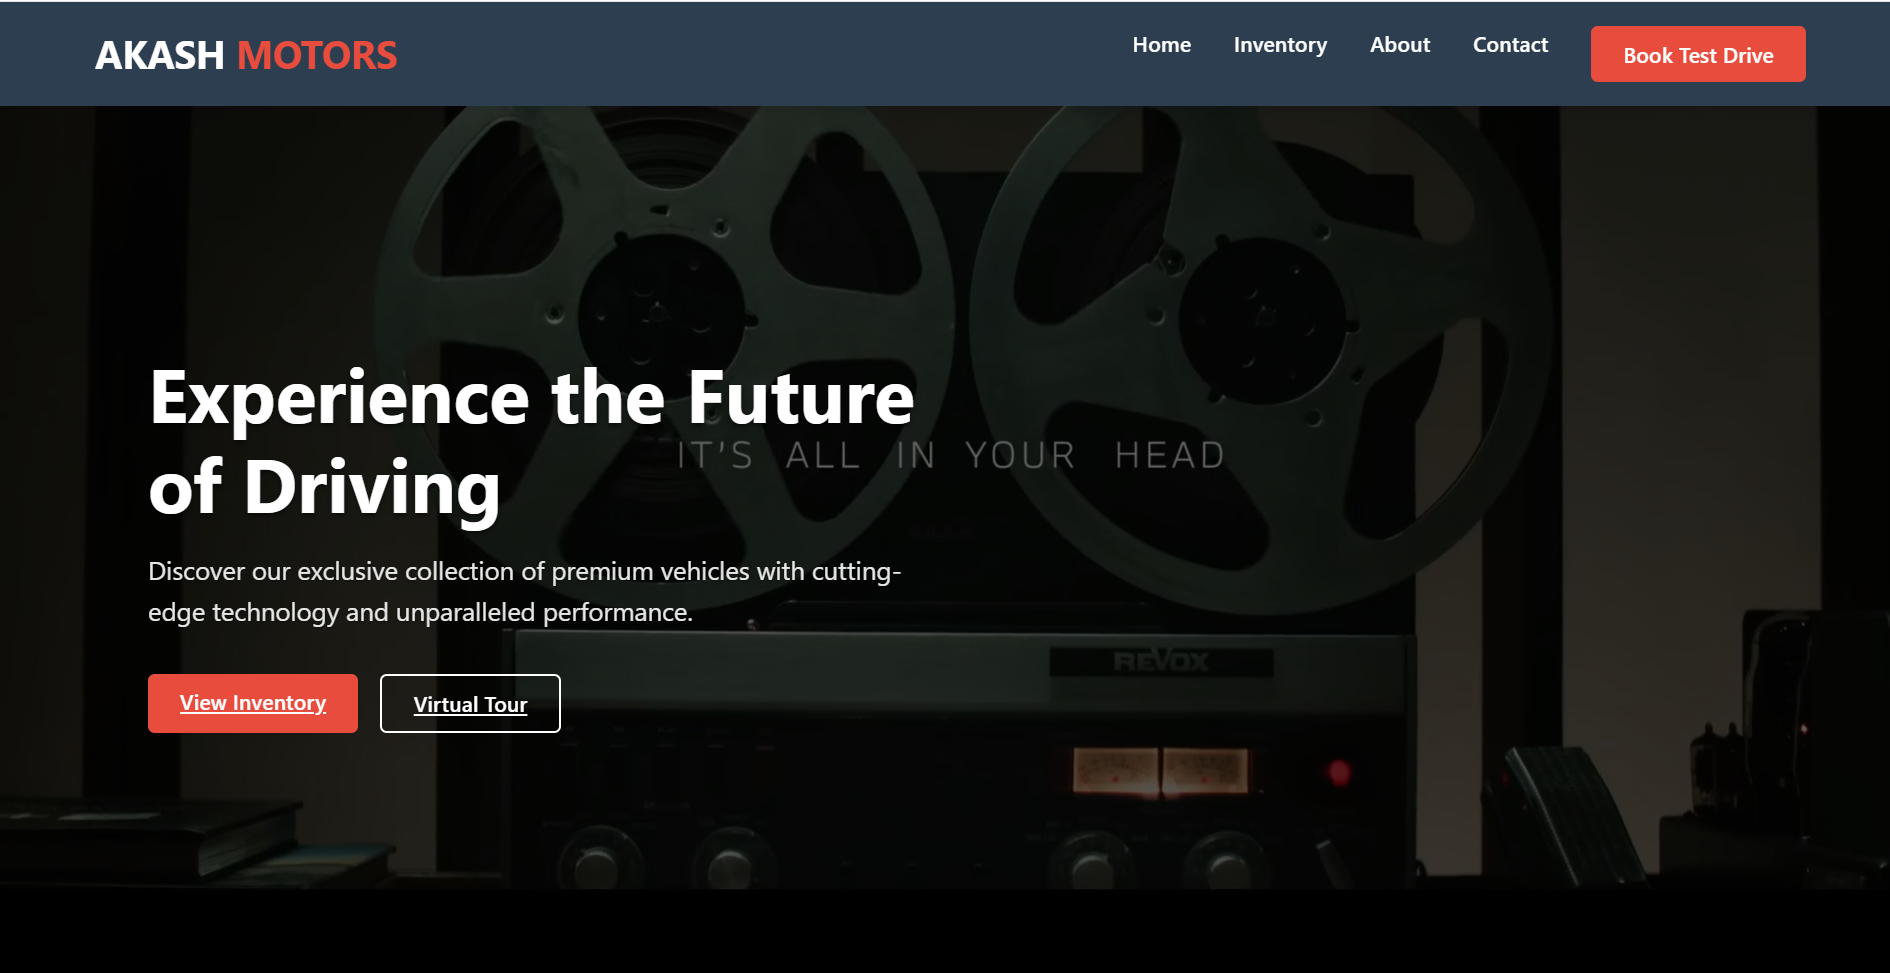 AKASH MOTORS
Home
Inventory
About
Contact
Book Test Drive
Experience the Future
of Driving
IT'S ALL IN YOUR HEAD
Discover our exclusive collection of premium vehicles with cutting-
edge technology and unparalleled performance.
REVOX
View Inventory
Virtual Tour